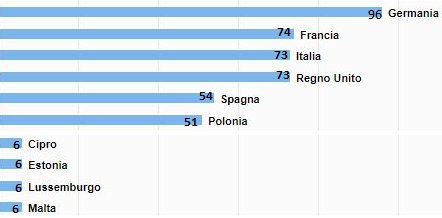 96 Germania
74 Francia
73 Italia
73 Regno Unito
54 Spagna
51 Polonia
6 Cipro
6 Estonia
6 Lussemburgo
6 Malta